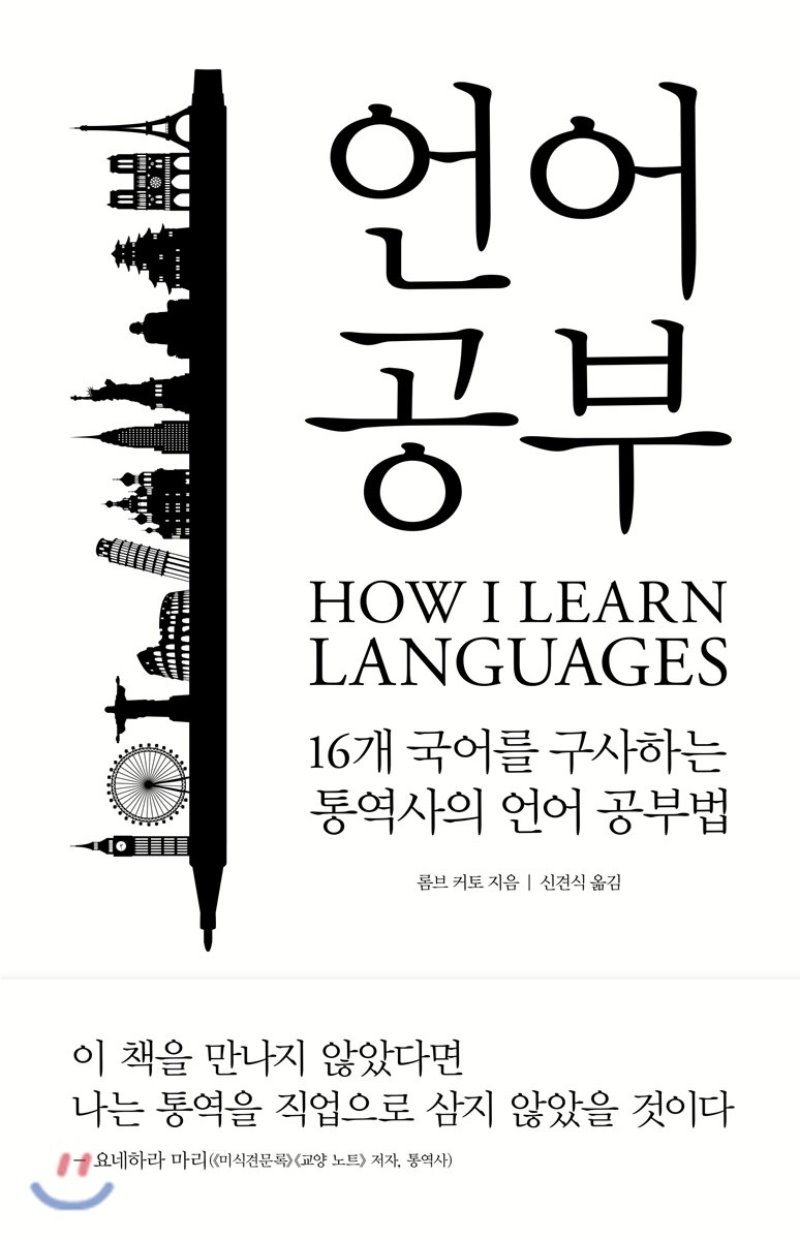 언어
공부
HOW I LEARN
LANGUAGES
16개 국어를 구사하는
통역사의 언어 공부법
롬브 커토 지음 | 신견식 옮김
이 책을 만나지 않았다면
나는 통역을 직업으로 삼지 않았을 것이다
– 요네하라 마리(《미식견문록》《교양 노트》 저자, 통역사)